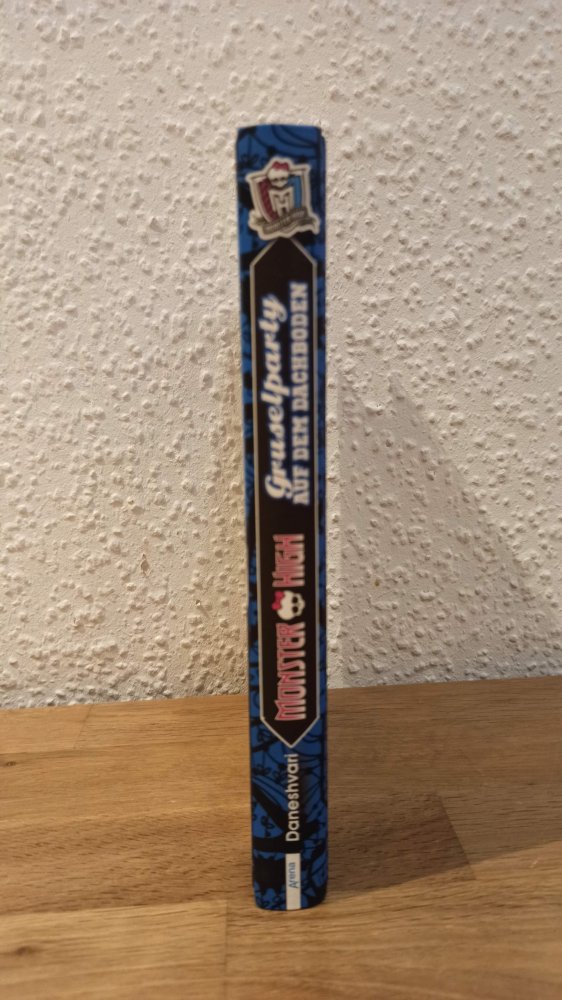 Arena
Daneshvari
MONSTER HIGH
Gruselparty
AUF DEM DACHBODEN
M